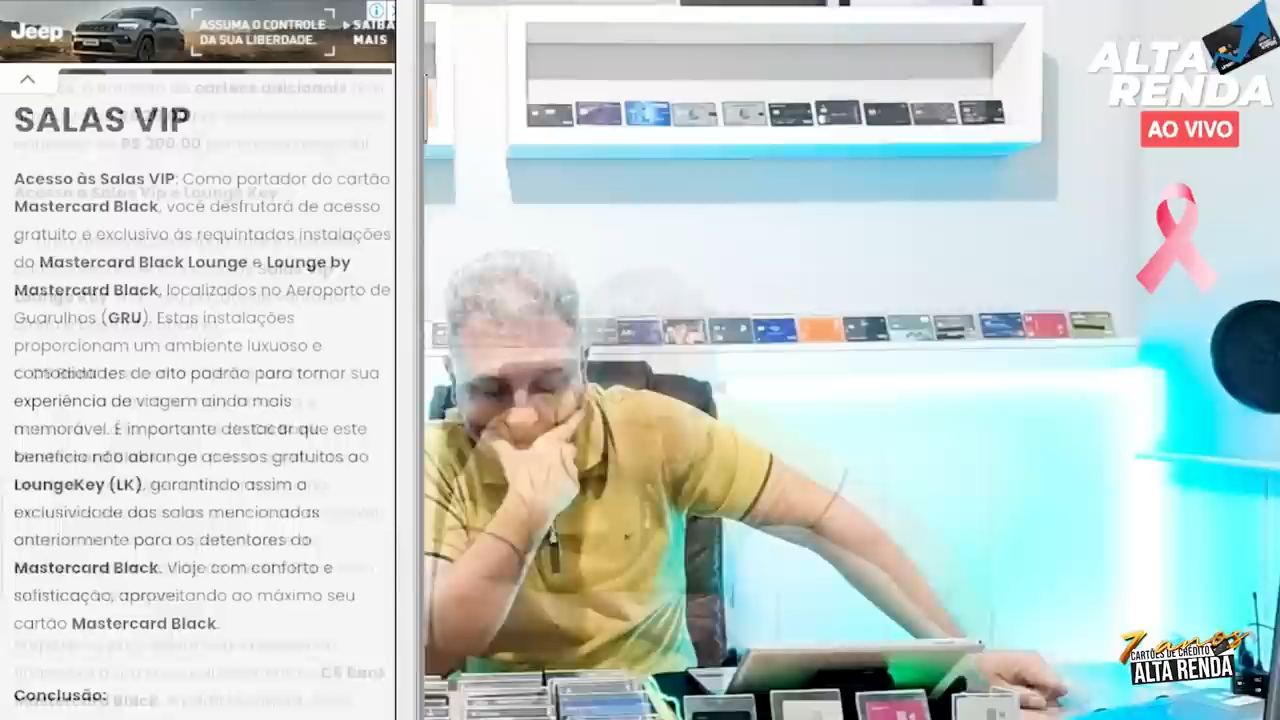 Jeep
ASSUMA O CONTROLE
DA SUA LIBERDADE.
SAIBA
MAIS
SALAS VIP
Acesso às Salas VIP: Como portador do cartão
Mastercard Black, você desfrutará de acesso
gratuito e exclusivo às requintadas instalações
do Mastercard Black Lounge e Lounge by
Mastercard Black, localizados no Aeroporto de
Guarulhos (GRU). Estas instalações
proporcionam um ambiente luxuoso e
comodidades de alto padrão para tornar sua
experiência de viagem ainda mais
memorável. É importante destacar que este
benefício não abrange acessos gratuitos ao
LoungeKey (LK), garantindo assim a
exclusividade das salas mencionadas
anteriormente para os detentores do
Mastercard Black. Viaje com conforto e
sofisticação, aproveitando ao máximo seu
cartão Mastercard Black.
Conclusão:
ALTA
RENDA
AO VIVO
7 anos
CARTÕES DE CRÉDITO
ALTA RENDA